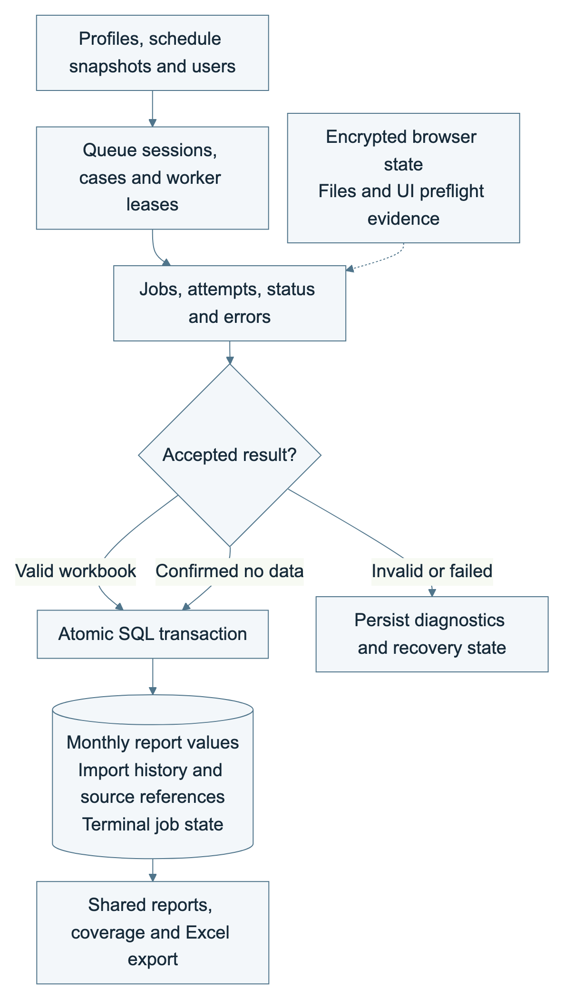 Profiles, schedule
snapshots and users
Queue sessions,
cases and worker
leases
Encrypted browser
state
Files and UI preflight
evidence
Jobs, attempts, status
and errors
Accepted result?
Valid workbook
Confirmed no data
Invalid or failed
Atomic SQL transaction
Persist diagnostics
and recovery state
Monthly report values
Import history and
source references
Terminal job state
Shared reports,
coverage and Excel
export